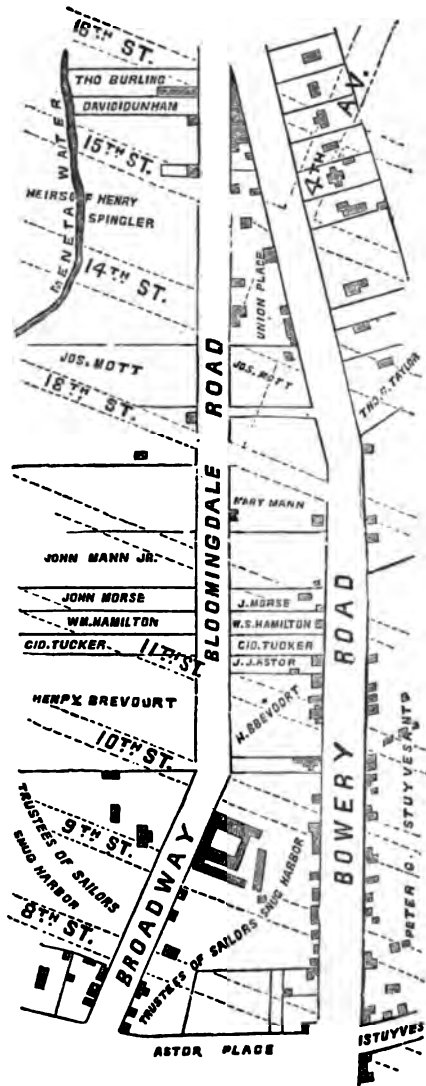 16TH ST.
THO BURLING
DAVID DUNHAM
15TH ST.
MENETA WATER
HEIRS OF HENRY
SPINGLER
14TH ST.
4TH AV.
UNION PLACE
JOS. MOTT
JOS. MOTT
THO. C. TAYLOR
13TH ST.
BLOOMINGDALE ROAD
MARY MANN
JOHN MANN JR.
JOHN MORSE
J. MORSE
WM. HAMILTON
W. S. HAMILTON
GID. TUCKER
GID. TUCKER
11TH ST.
J. J. ASTOR
HENRY BREVOURT
H. BREVOORT
10TH ST.
BOWERY ROAD
PETER G STUYVESANT
TRUSTEES OF SAILORS
SNUG HARBOR
9TH ST.
8TH ST.
BROADWAY
TRUSTEES OF SAILORS SNUG HARBOR
ASTOR PLACE
STUYVES